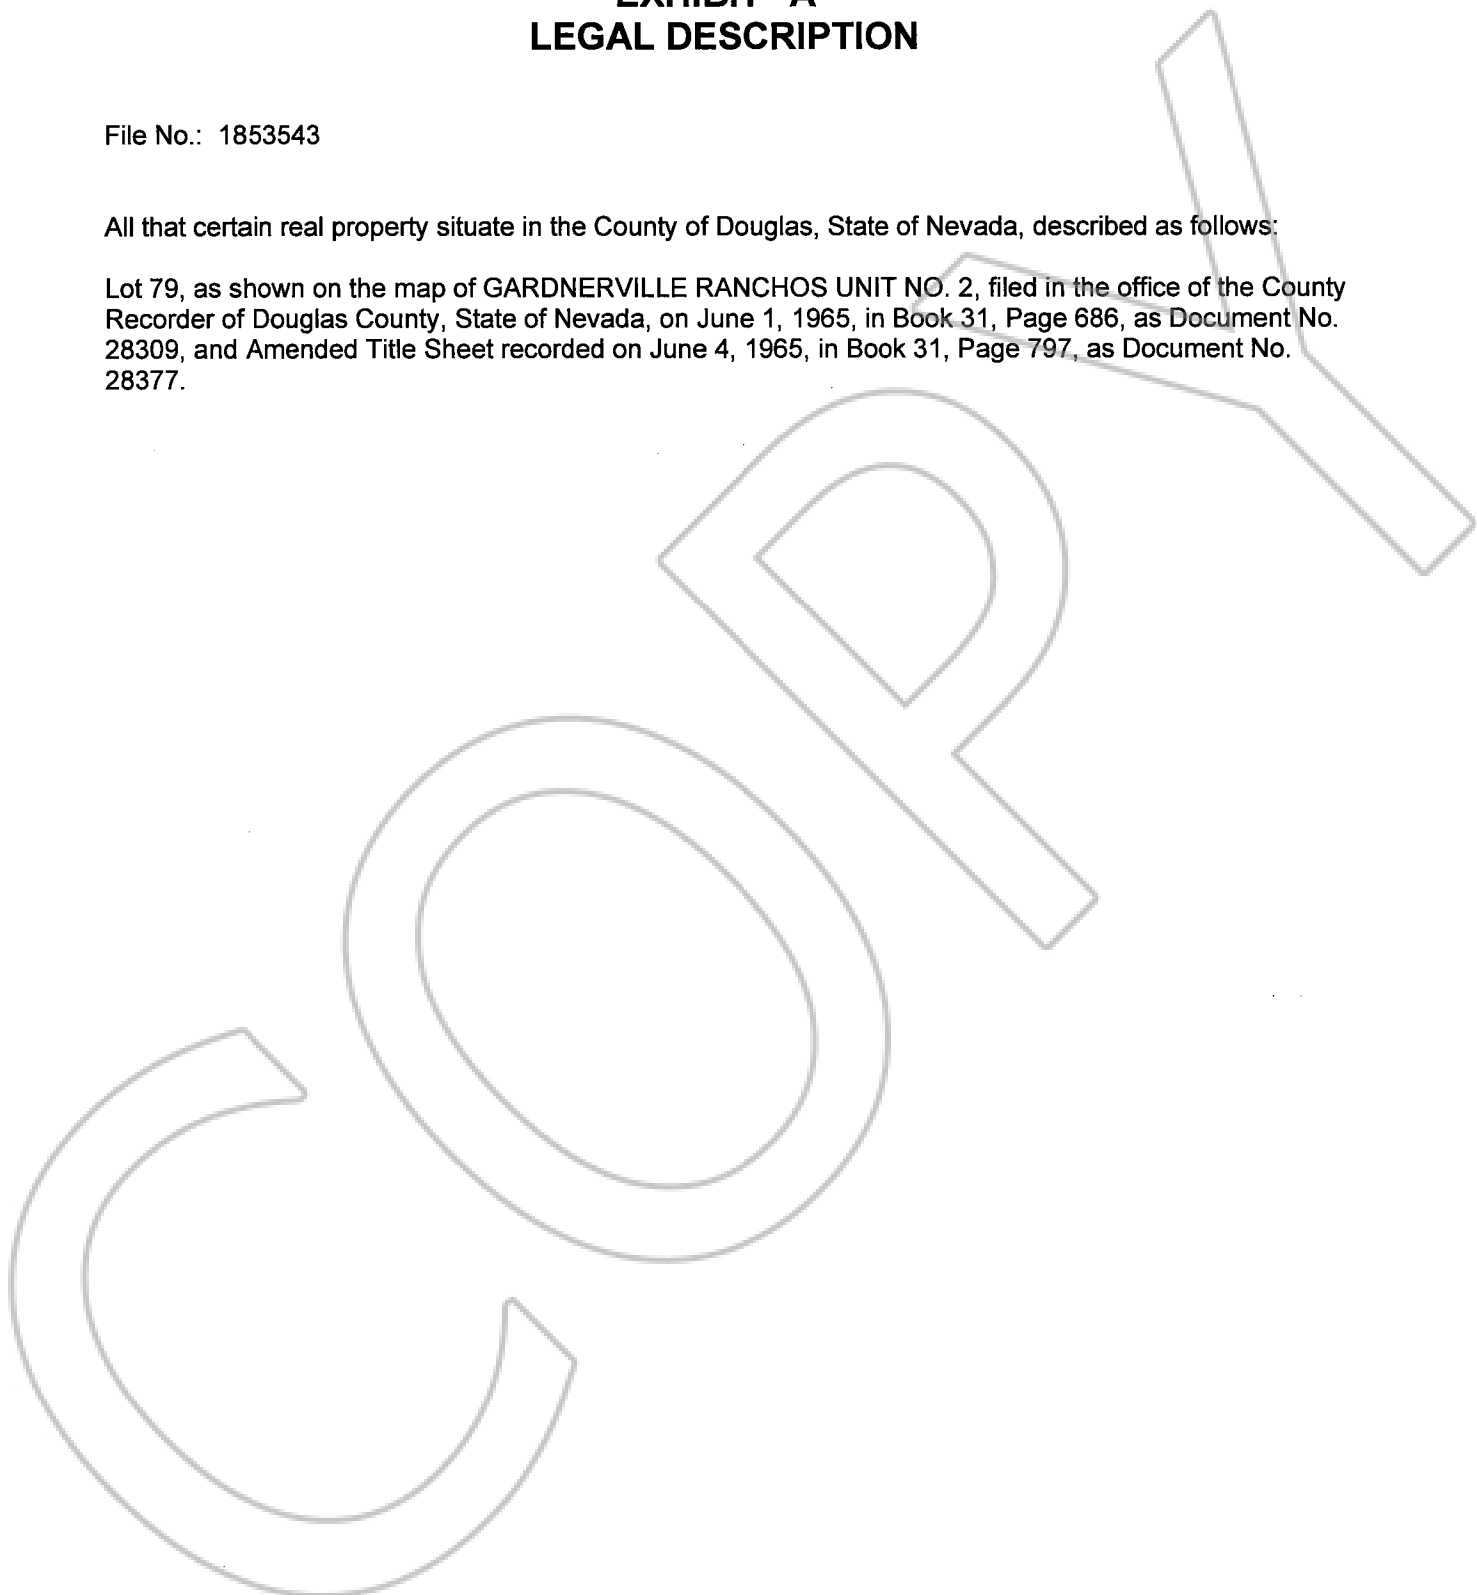 EXHIBIT "A"
LEGAL DESCRIPTION
File No.: 1853543
All that certain real property situate in the County of Douglas, State of Nevada, described as follows:
Lot 79, as shown on the map of GARDNERVILLE RANCHOS UNIT NO. 2, filed in the office of the County
Recorder of Douglas County, State of Nevada, on June 1, 1965, in Book 31, Page 686, as Document No.
28309, and Amended Title Sheet recorded on June 4, 1965, in Book 31, Page 797, as Document No.
28377.
COPY